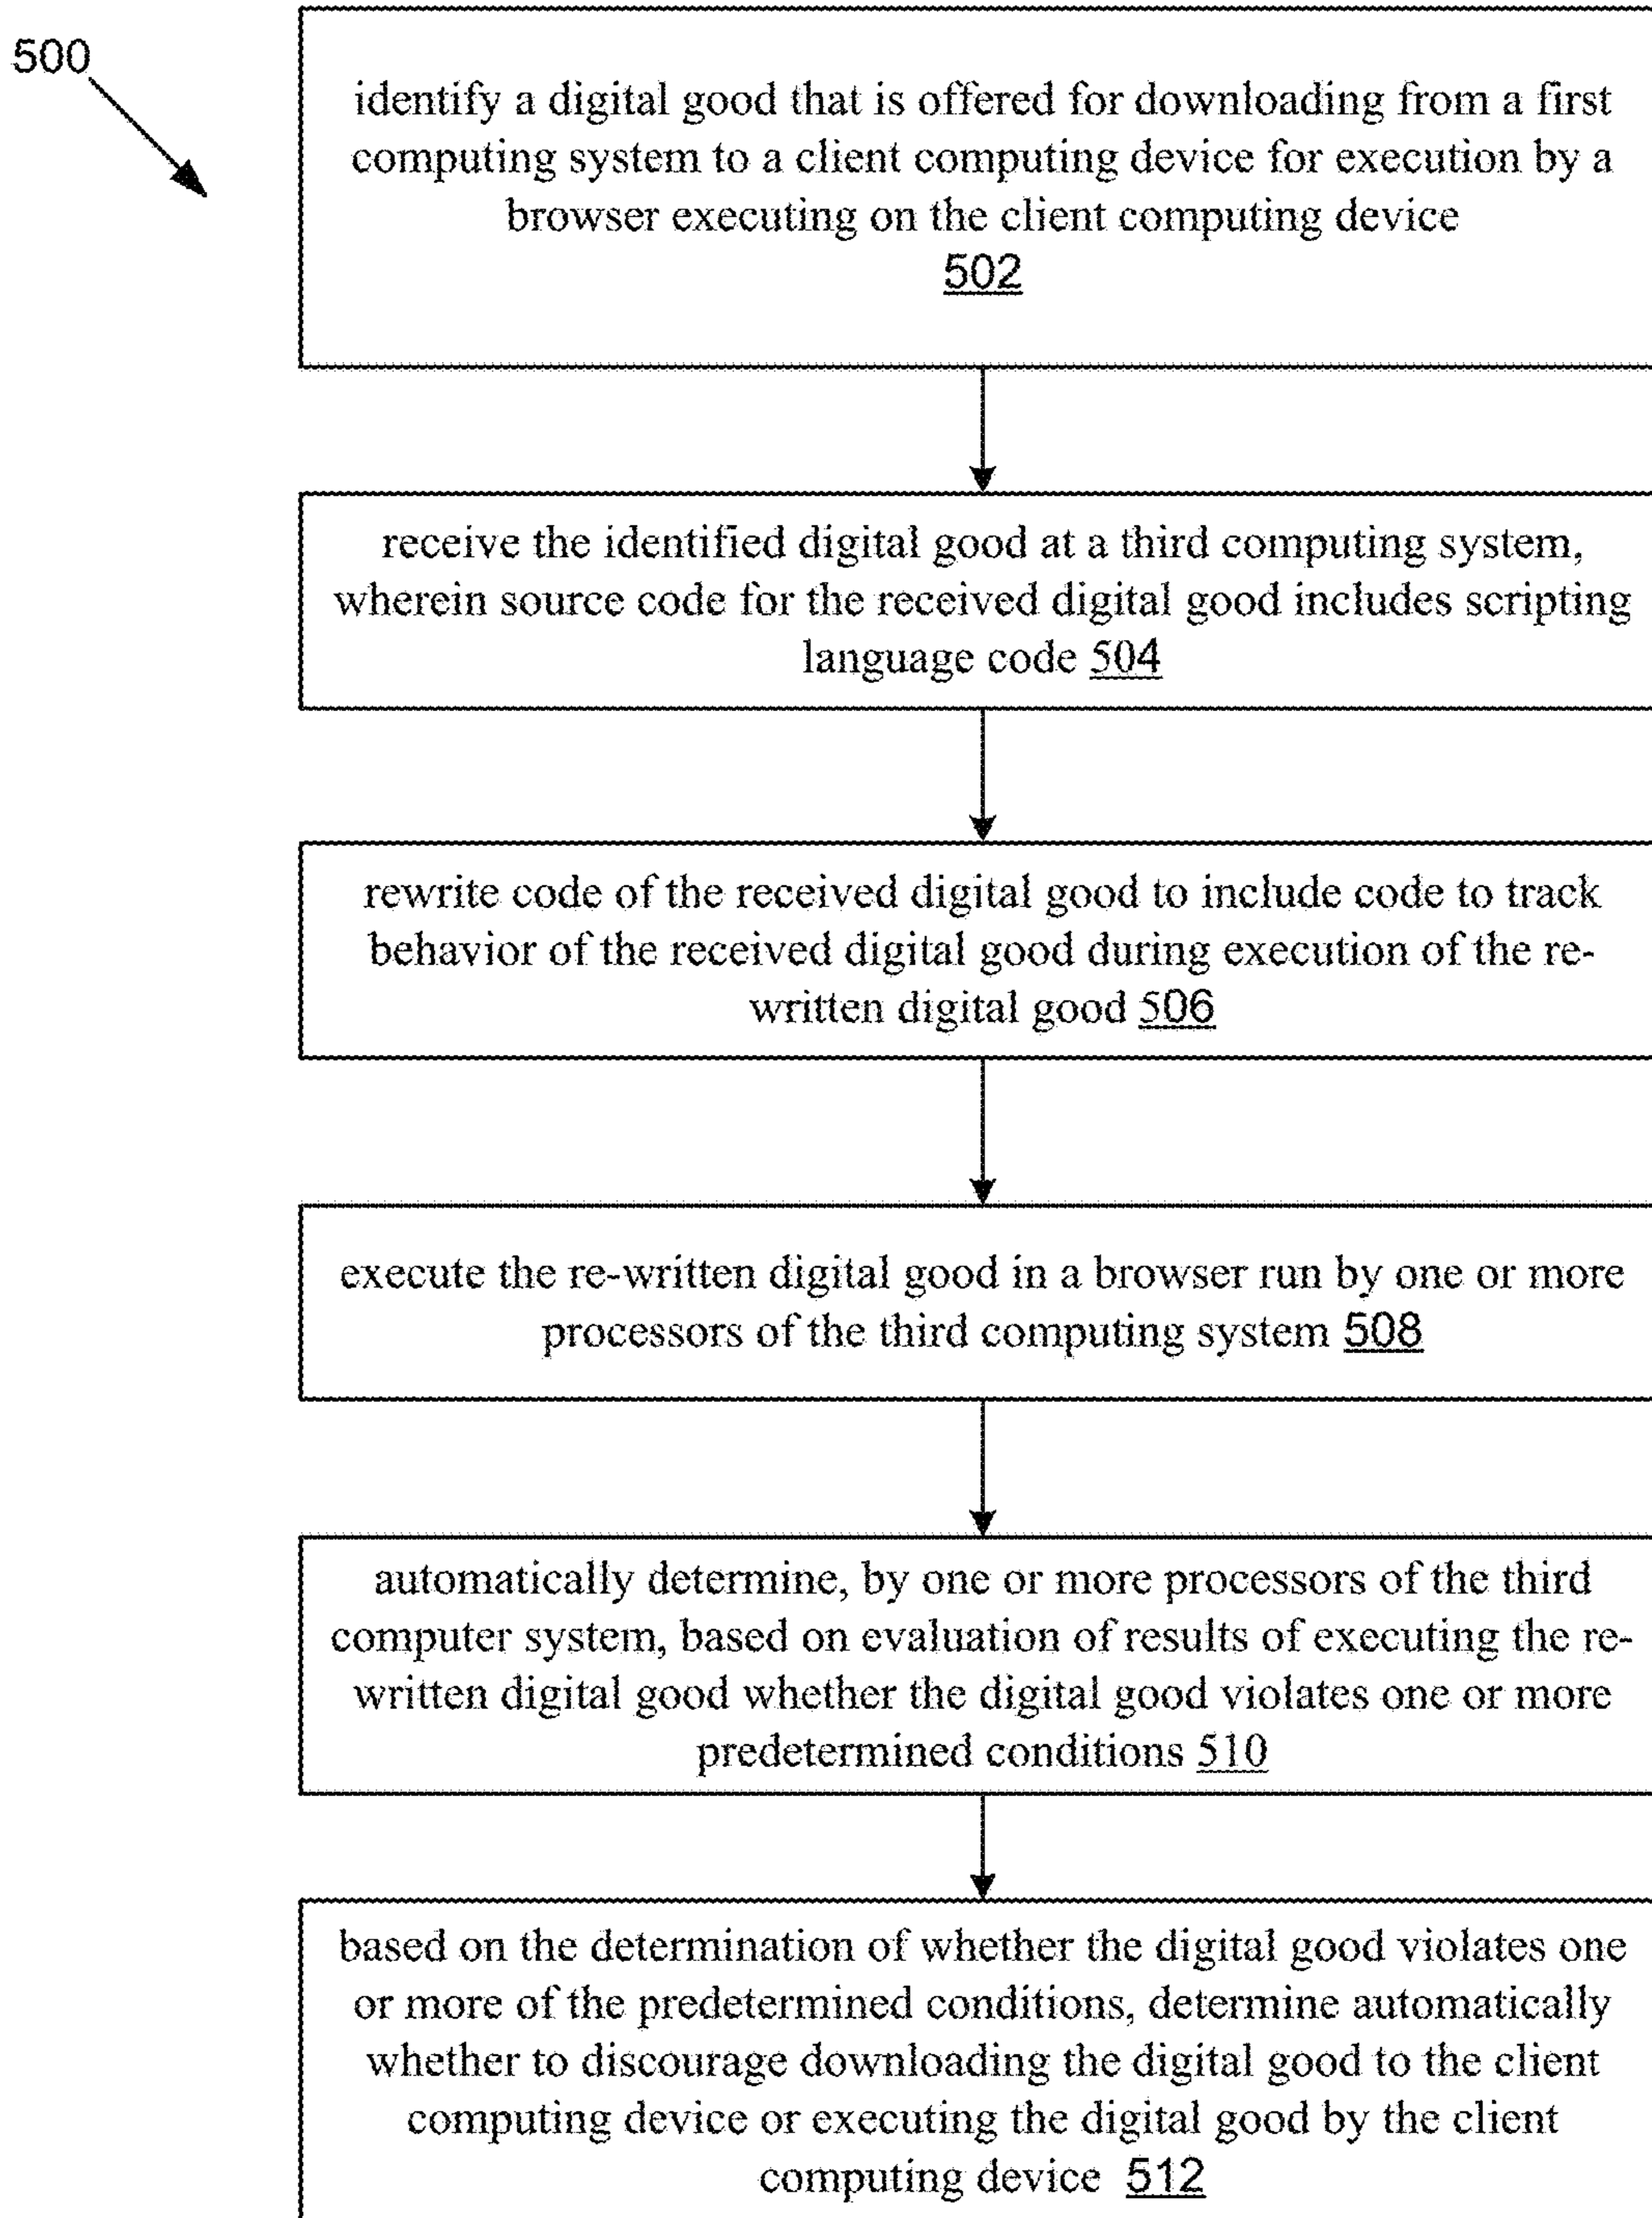 500
identify a digital good that is offered for downloading from a first
computing system to a client computing device for execution by a
browser executing on the client computing device
502
receive the identified digital good at a third computing system,
wherein source code for the received digital good includes scripting
language code 504
rewrite code of the received digital good to include code to track
behavior of the received digital good during execution of the re-
written digital good 506
execute the re-written digital good in a browser run by one or more
processors of the third computing system 508
automatically determine, by one or more processors of the third
computer system, based on evaluation of results of executing the re-
written digital good whether the digital good violates one or more
predetermined conditions 510
based on the determination of whether the digital good violates one
or more of the predetermined conditions, determine automatically
whether to discourage downloading the digital good to the client
computing device or executing the digital good by the client
computing device 512